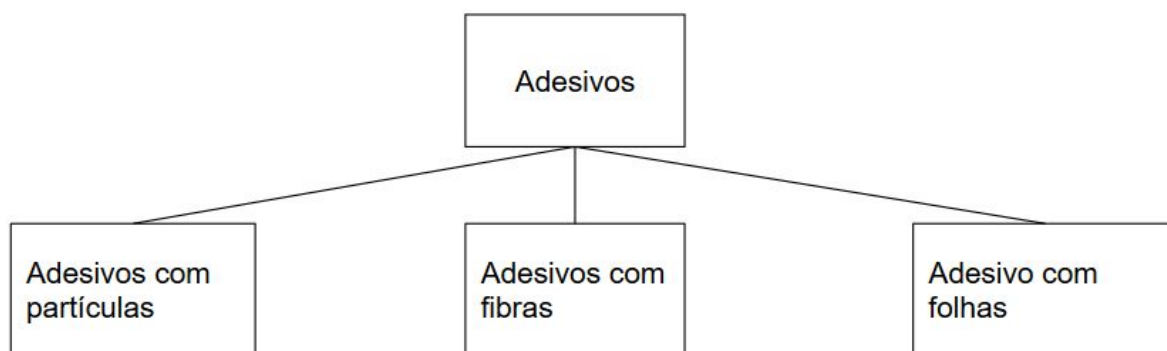 Adesivos
Adesivos com
partículas
Adesivos com
fibras
Adesivo com
folhas